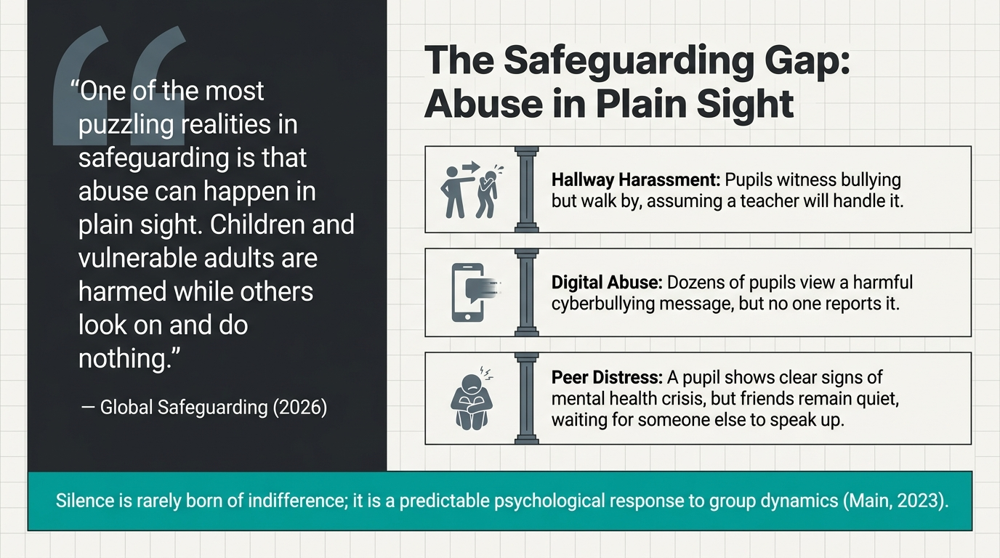 “One of the most
puzzling realities in
safeguarding is that
abuse can happen in
plain sight. Children and
vulnerable adults are
harmed while others
look on and do
nothing.”
— Global Safeguarding (2026)
The Safeguarding Gap:
Abuse in Plain Sight
Hallway Harassment: Pupils witness bullying
but walk by, assuming a teacher will handle it.
Digital Abuse: Dozens of pupils view a harmful
cyberbullying message, but no one reports it.
Peer Distress: A pupil shows clear signs of
mental health crisis, but friends remain quiet,
waiting for someone else to speak up.
Silence is rarely born of indifference; it is a predictable psychological response to group dynamics (Main, 2023).